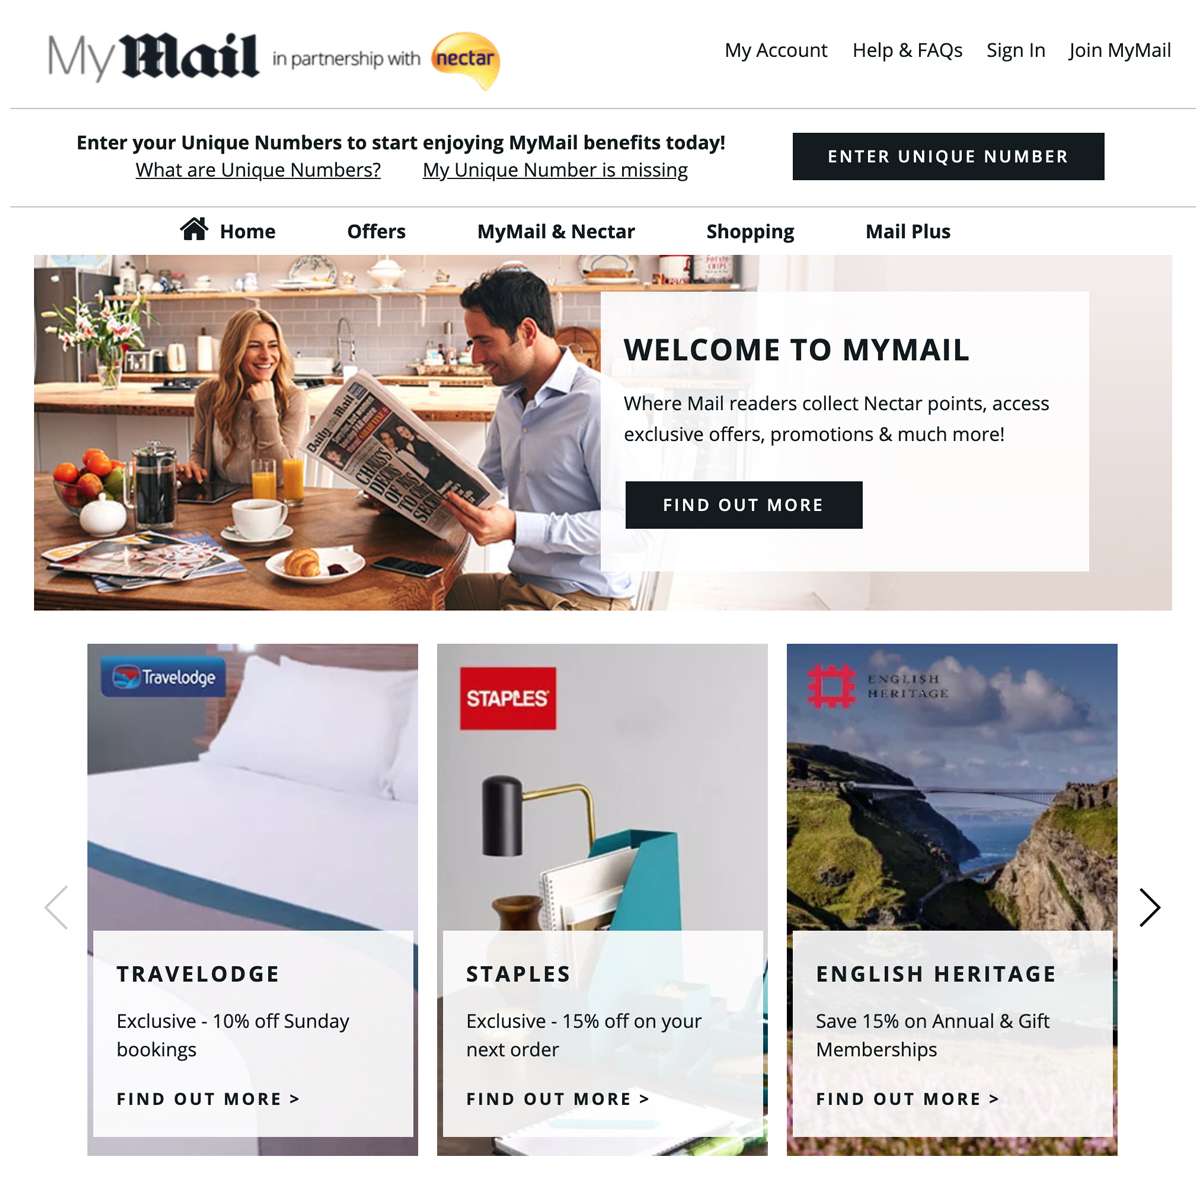 MyMail in partnership with nectar
My Account Help & FAQs Sign In Join MyMail
Enter your Unique Numbers to start enjoying MyMail benefits today!
What are Unique Numbers? My Unique Number is missing
ENTER UNIQUE NUMBER
Home Offers MyMail & Nectar Shopping Mail Plus
POTATO
CHIPS
Daily Mail
WELCOME TO MYMAIL
Where Mail readers collect Nectar points, access
exclusive offers, promotions & much more!
FIND OUT MORE
Travelodge
TRAVELODGE
Exclusive - 10% off Sunday
bookings
FIND OUT MORE >
STAPLES
STAPLES
Exclusive - 15% off on your
next order
FIND OUT MORE >
ENGLISH
HERITAGE
ENGLISH HERITAGE
Save 15% on Annual & Gift
Memberships
FIND OUT MORE >